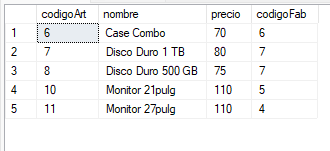 codigoArt nombre precio codigoFab
1 6 Case Combo 70 6
2 7 Disco Duro 1 TB 80 7
3 8 Disco Duro 500 GB 75 7
4 10 Monitor 21pulg 110 5
5 11 Monitor 27pulg 110 4